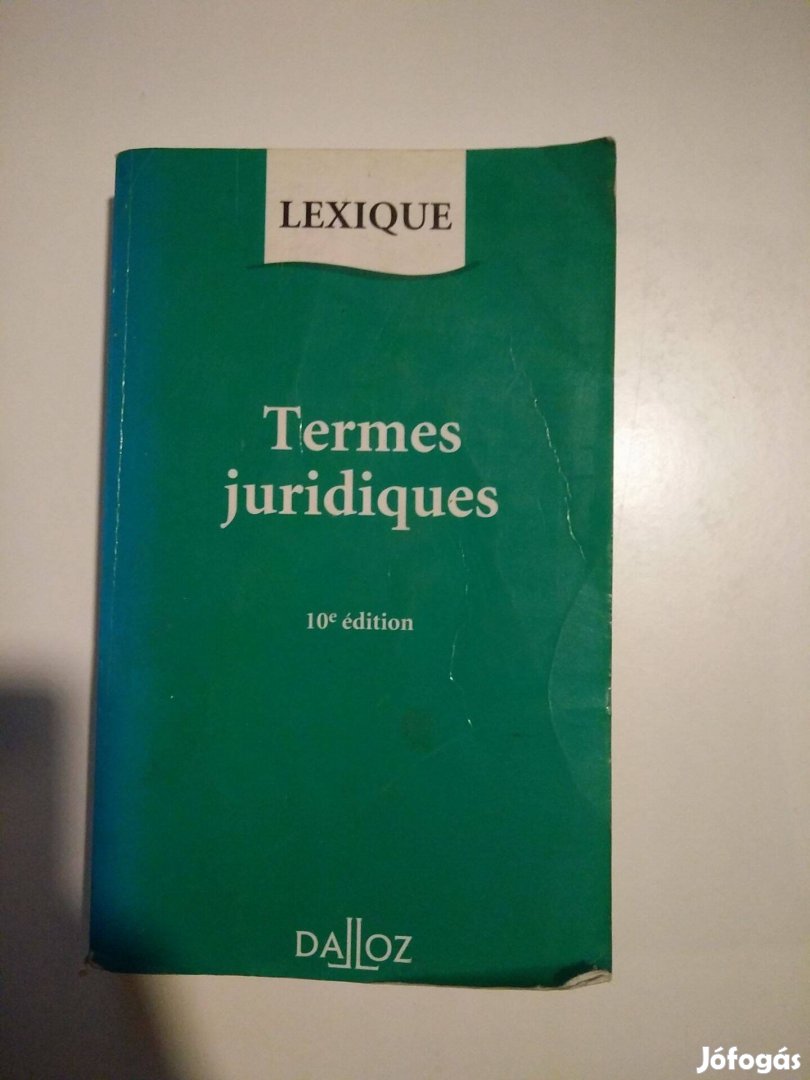 LEXIQUE
Termes
juridiques
10e édition
DALLOZ
Jófogás